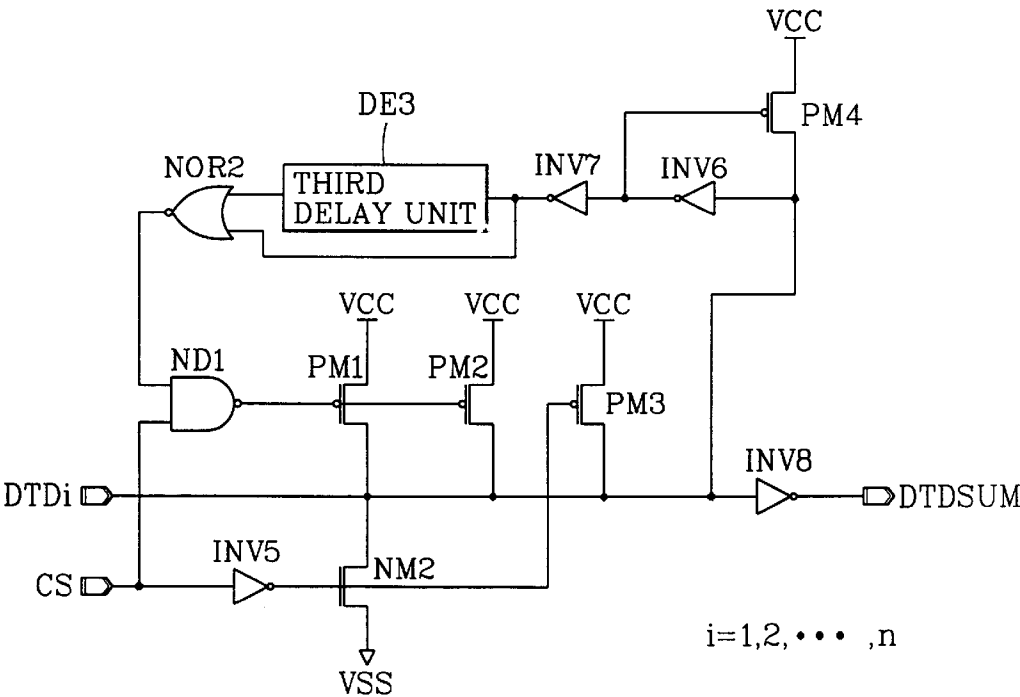 VCC
PM4
DE3
NOR2
THIRD
DELAY UNIT
INV7
INV6
VCC
VCC
VCC
ND1
PM1
PM2
PM3
DTDi
INV8
DTDSUM
CS
INV5
NM2
i=1,2,••• ,n
VSS